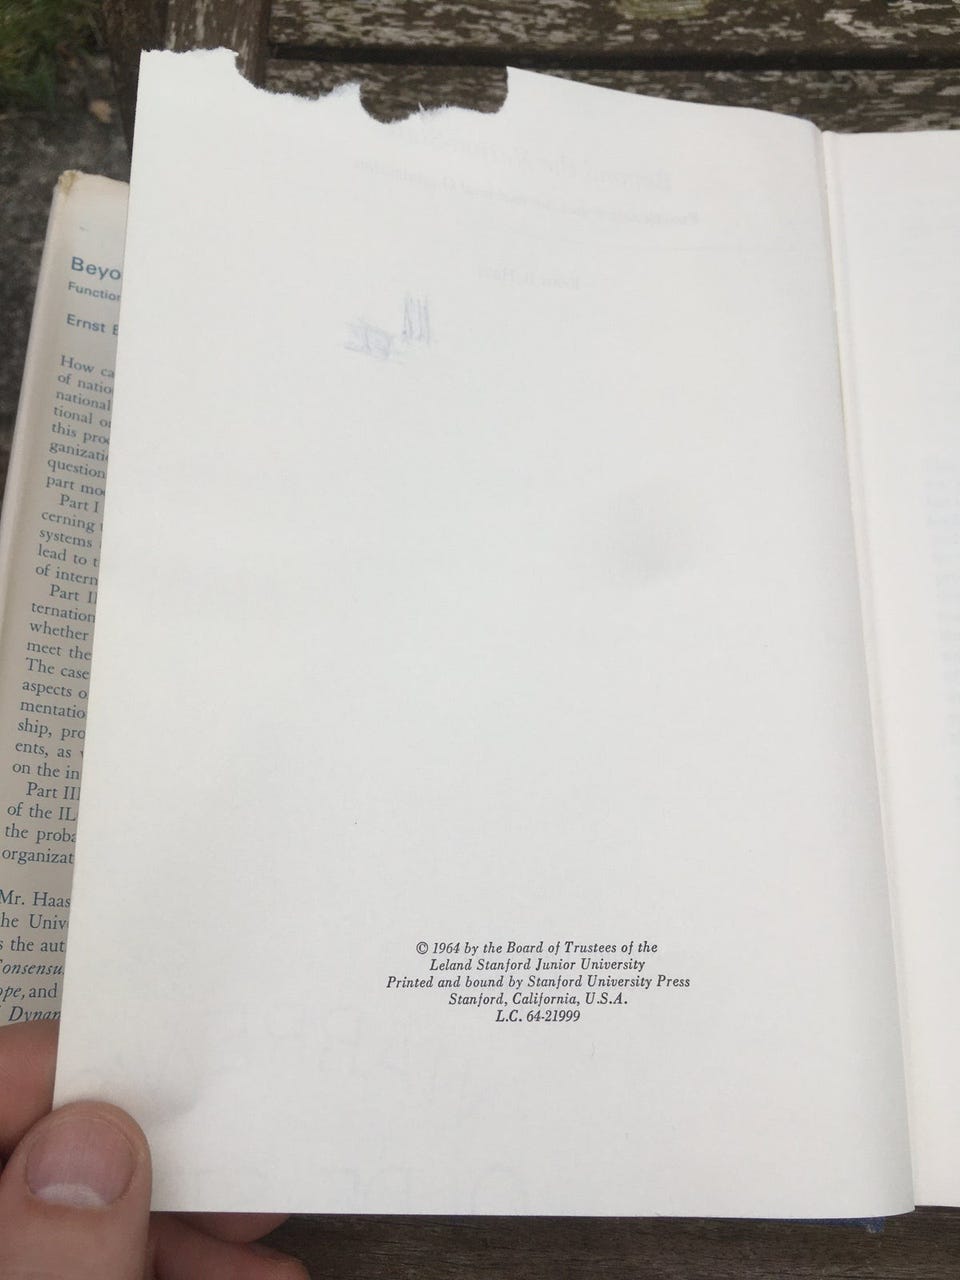 Beyo
Function
Ernst B
How ca
of natio
national
tional o
this pro
ganizati
question
part mo
Part I
cerning
systems
lead to t
of intern
Part II
ternation
whether
meet the
The case
aspects o
mentatio
ship, pro
ents, as
on the in
Part III
of the IL
the proba
organizat
Mr. Haas
he Univ
s the aut
Consensu
ope, and
Dynam
© 1964 by the Board of Trustees of the
Leland Stanford Junior University
Printed and bound by Stanford University Press
Stanford, California, U.S.A.
L.C. 64-21999